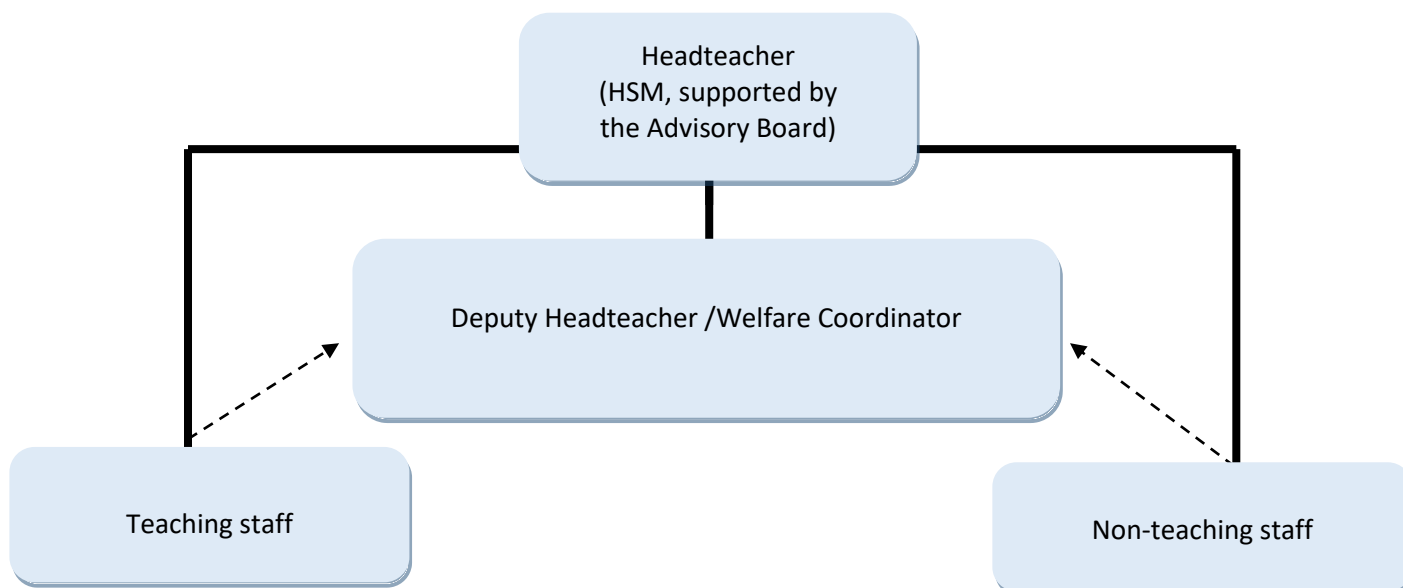 Headteacher
(HSM, supported by
the Advisory Board)
Deputy Headteacher /Welfare Coordinator
Teaching staff
Non-teaching staff